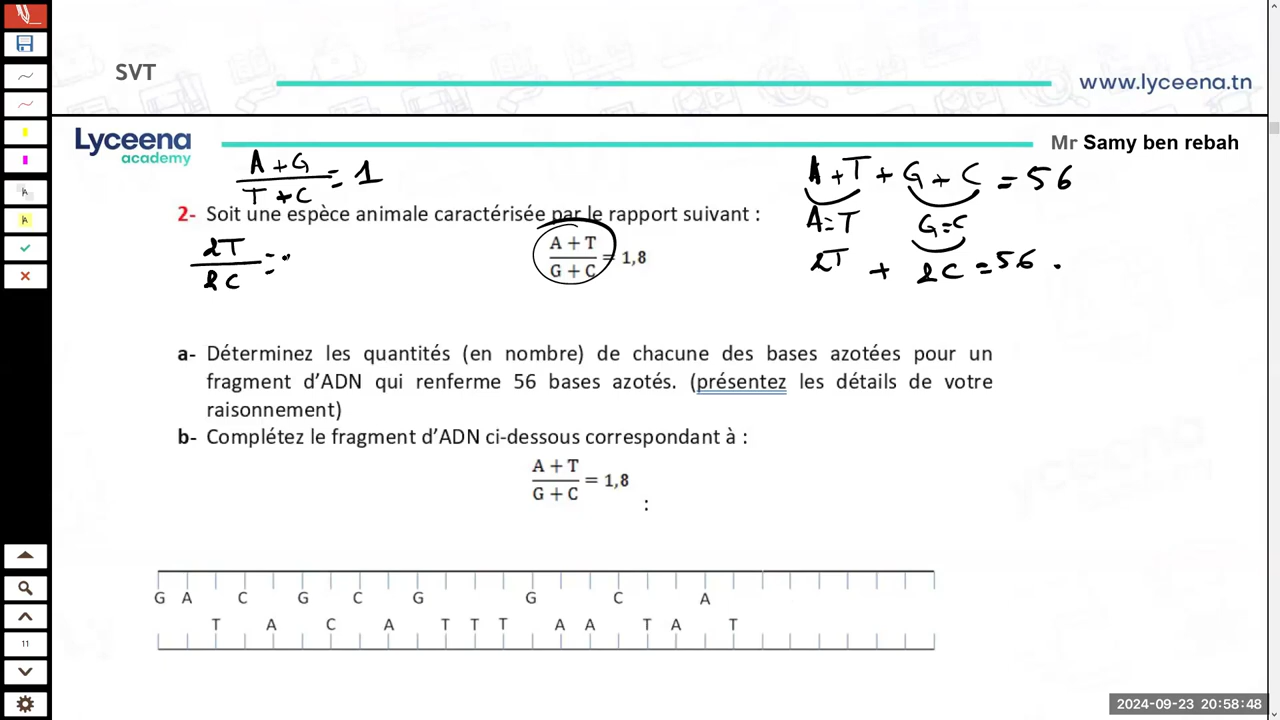 SVT
www.lyceena.tn
Lyceena
academy
Mr Samy ben rebah
A+G
T+C
=1
A+T+G+C=56
2- Soit une espèce animale caractérisée par le rapport suivant :
A=T G=C
2T
2C
=
A+T
G+C
= 1,8
2T + 2C=56.
a- Déterminez les quantités (en nombre) de chacune des bases azotées pour un
fragment d'ADN qui renferme 56 bases azotés. (présentez les détails de votre
raisonnement)
b- Complétez le fragment d'ADN ci-dessous correspondant à :
A+T
G+C
= 1,8
:
G A C G C G G C A
T A C A T T T A A T A T
11
2024-09-23 20:58:48